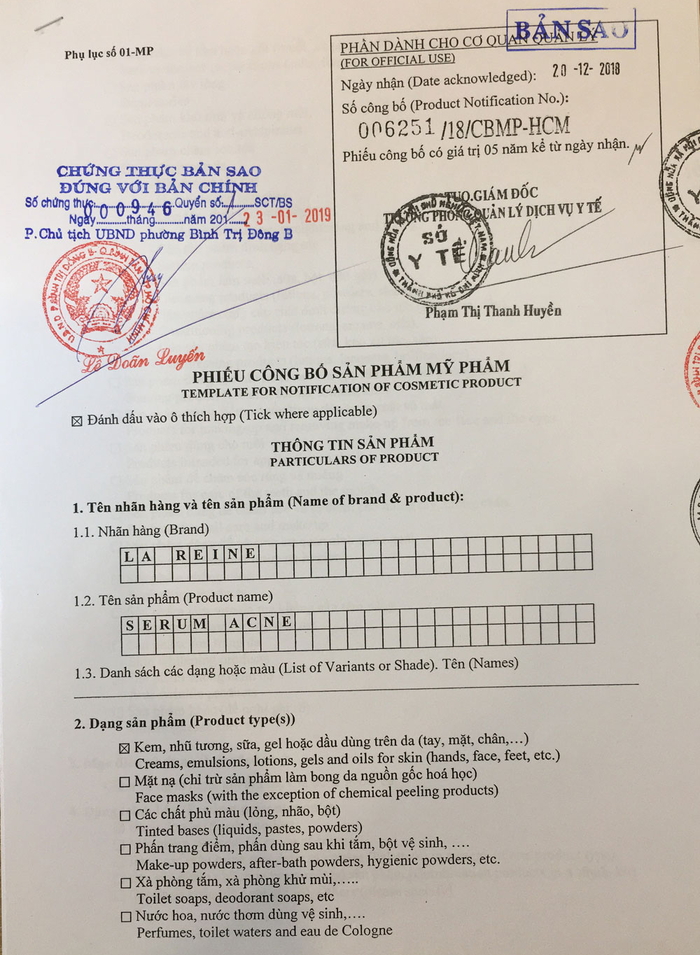 BẢN SAO
Phụ lục số 01-MP
PHẦN DÀNH CHO CƠ QUAN QUẢN LÝ
(FOR OFFICIAL USE)
Ngày nhận (Date acknowledged): 20-12-2018
Số công bố (Product Notification No.):
006251/18/CBMP-HCM
Phiếu công bố có giá trị 05 năm kể từ ngày nhận.
GIÁM ĐỐC
PHÒNG QUẢN LÝ DỊCH VỤ Y TẾ
SỞ
Y TẾ
Phạm Thị Thanh Huyền
CHỨNG THỰC BẢN SAO
ĐÚNG VỚI BẢN CHÍNH
Số chứng thực:000946.Quyển số:..........SCT/BS
Ngày............tháng..........năm 201 23-01-2019
P. Chủ tịch UBND phường Bình Trị Đông B
Lê Doãn Luyến
PHIẾU CÔNG BỐ SẢN PHẨM MỸ PHẨM
TEMPLATE FOR NOTIFICATION OF COSMETIC PRODUCT
☒ Đánh dấu vào ô thích hợp (Tick where applicable)
THÔNG TIN SẢN PHẨM
PARTICULARS OF PRODUCT
1. Tên nhãn hàng và tên sản phẩm (Name of brand & product):
1.1. Nhãn hàng (Brand)
LA REINE
1.2. Tên sản phẩm (Product name)
SERUM ACNE
1.3. Danh sách các dạng hoặc màu (List of Variants or Shade). Tên (Names)
2. Dạng sản phẩm (Product type(s))
☒ Kem, nhũ tương, sữa, gel hoặc dầu dùng trên da (tay, mặt, chân,…)
Creams, emulsions, lotions, gels and oils for skin (hands, face, feet, etc.)
☐ Mặt nạ (chỉ trừ sản phẩm làm bong da nguồn gốc hoá học)
Face masks (with the exception of chemical peeling products)
☐ Các chất phủ màu (lỏng, nhão, bột)
Tinted bases (liquids, pastes, powders)
☐ Phấn trang điểm, phấn dùng sau khi tắm, bột vệ sinh, ….
Make-up powders, after-bath powders, hygienic powders, etc.
☐ Xà phòng tắm, xà phòng khử mùi,…..
Toilet soaps, deodorant soaps, etc
☐ Nước hoa, nước thơm dùng vệ sinh,….
Perfumes, toilet waters and eau de Cologne